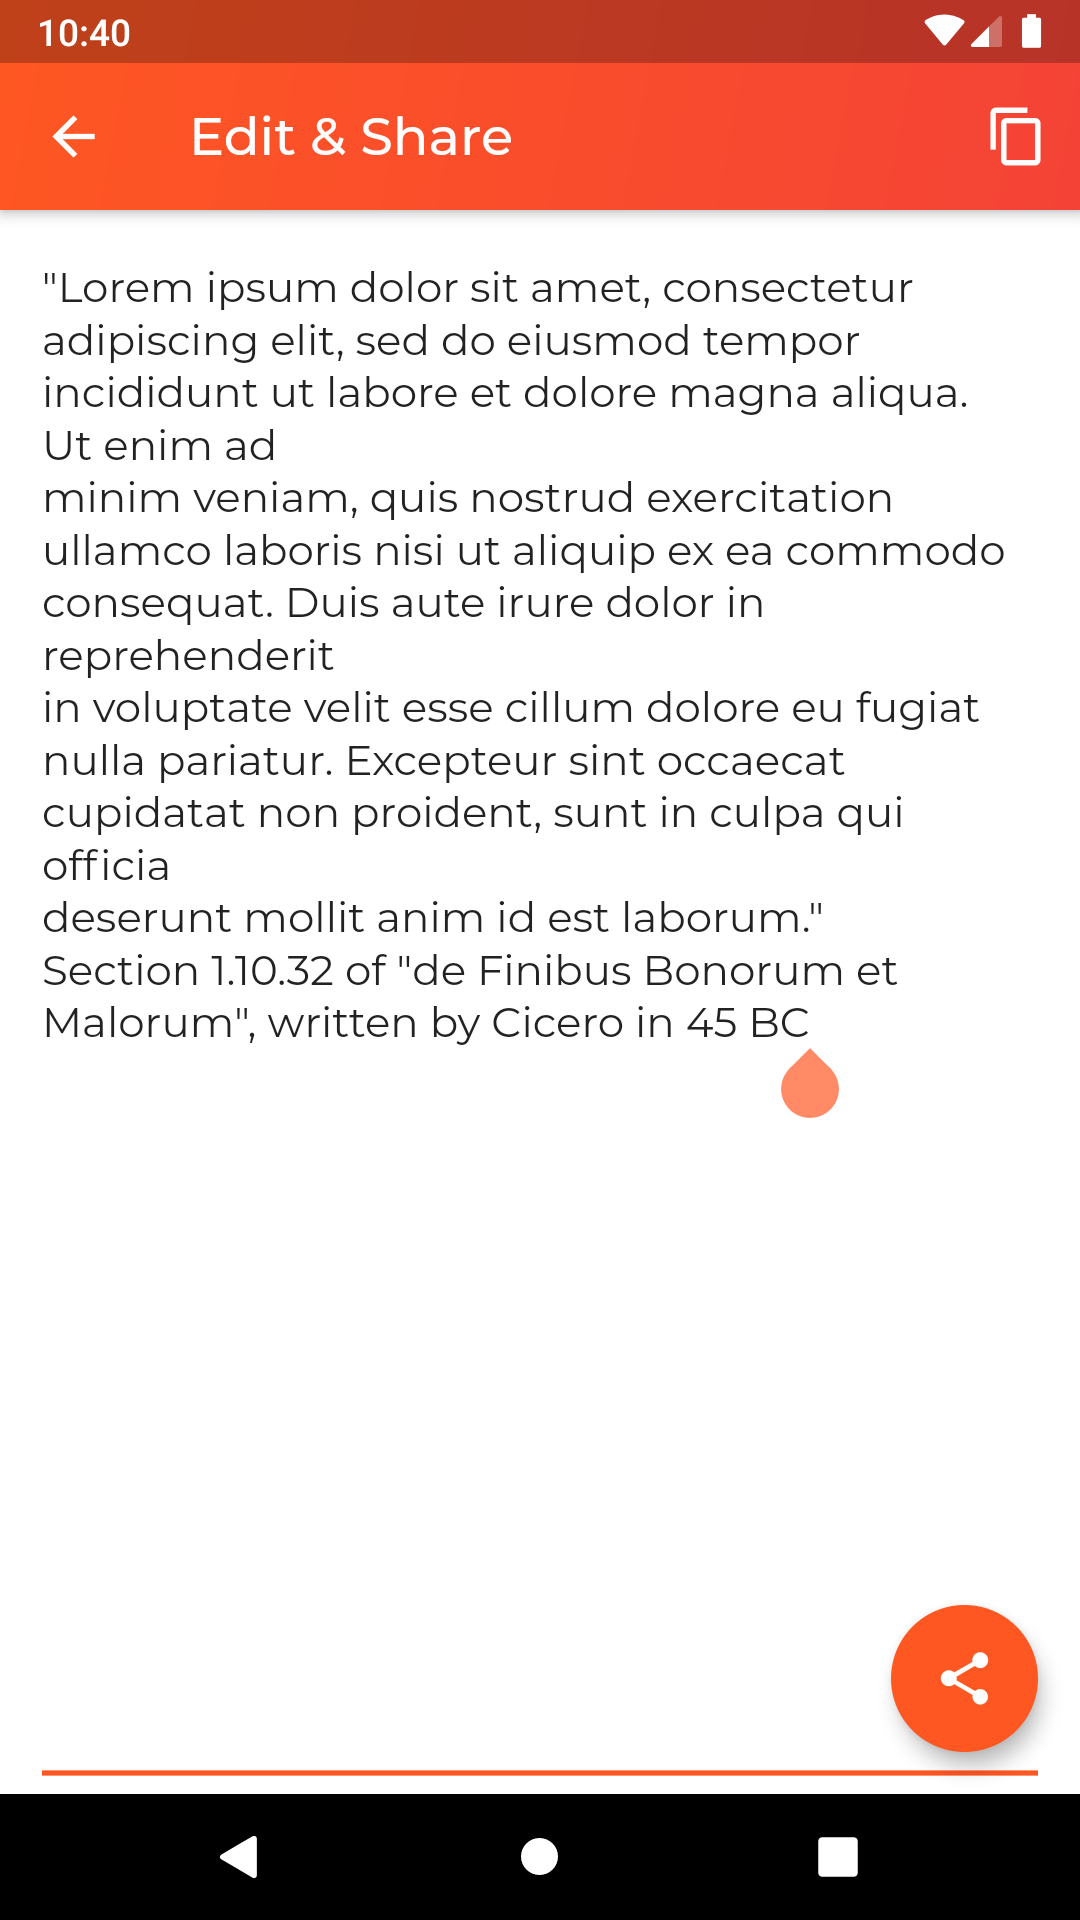 10:40
Edit & Share
"Lorem ipsum dolor sit amet, consectetur
adipiscing elit, sed do eiusmod tempor
incididunt ut labore et dolore magna aliqua.
Ut enim ad
minim veniam, quis nostrud exercitation
ullamco laboris nisi ut aliquip ex ea commodo
consequat. Duis aute irure dolor in
reprehenderit
in voluptate velit esse cillum dolore eu fugiat
nulla pariatur. Excepteur sint occaecat
cupidatat non proident, sunt in culpa qui
officia
deserunt mollit anim id est laborum."
Section 1.10.32 of "de Finibus Bonorum et
Malorum", written by Cicero in 45 BC